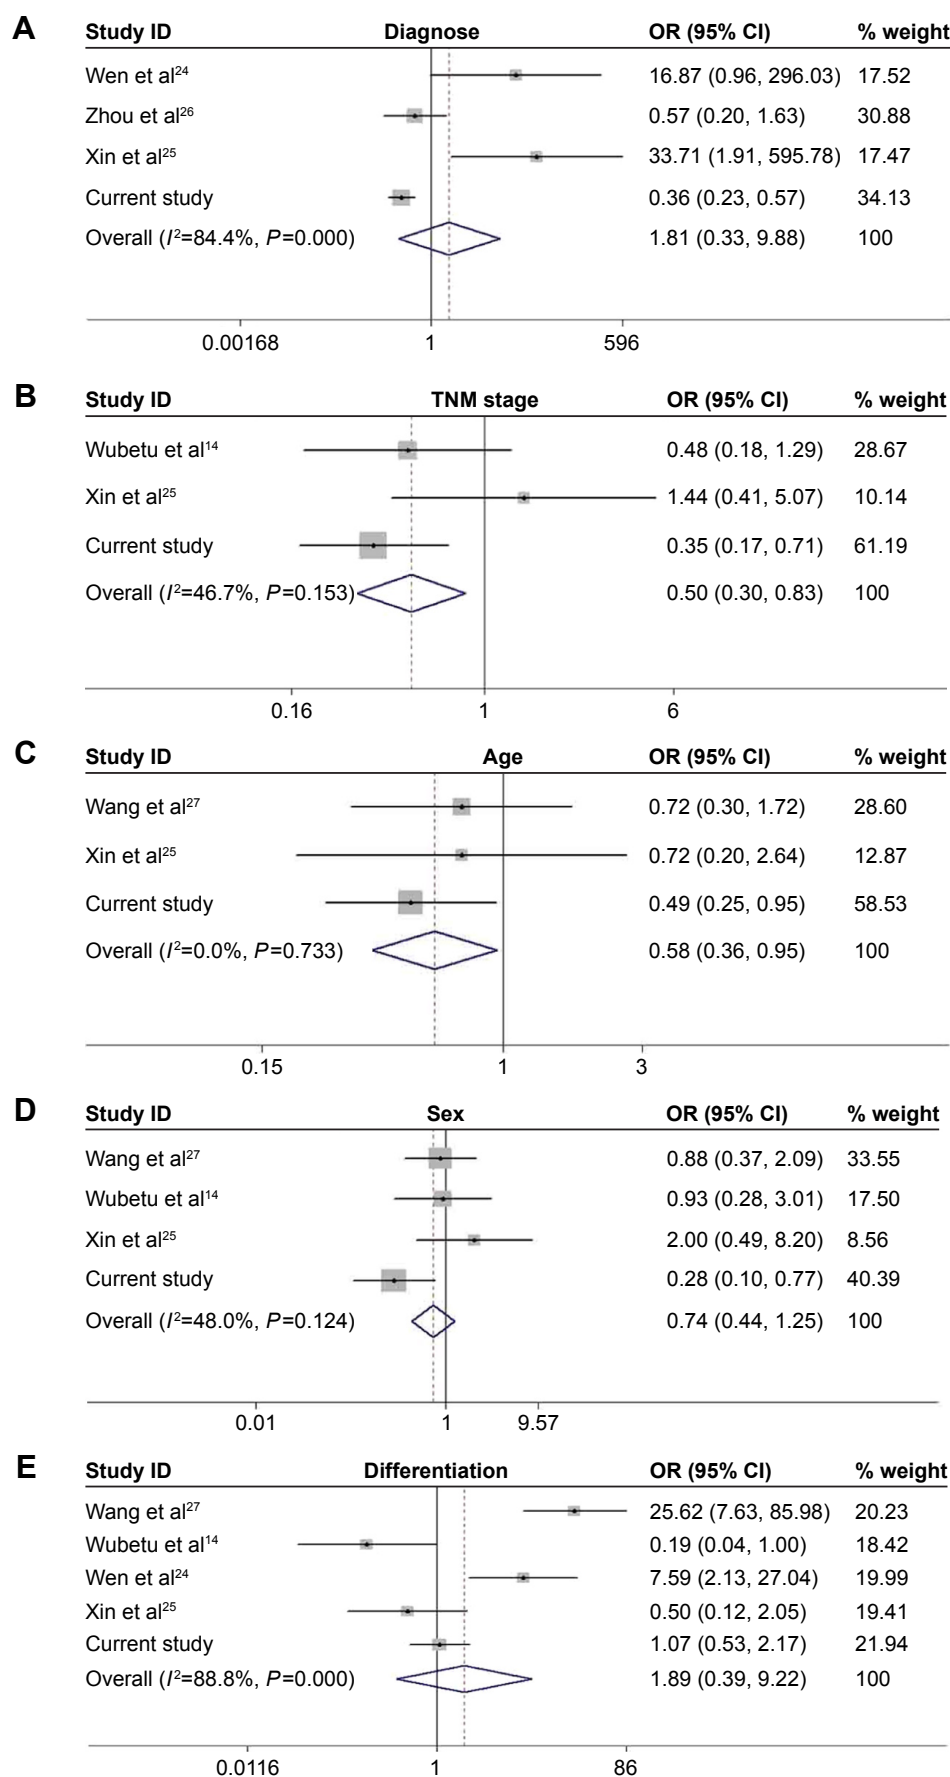 A Study ID Diagnose OR (95% CI) % weight
Wen et al24 16.87 (0.96, 296.03) 17.52
Zhou et al26 0.57 (0.20, 1.63) 30.88
Xin et al25 33.71 (1.91, 595.78) 17.47
Current study 0.36 (0.23, 0.57) 34.13
Overall (I2=84.4%, P=0.000) 1.81 (0.33, 9.88) 100
0.00168 1 596
B Study ID TNM stage OR (95% CI) % weight
Wubetu et al14 0.48 (0.18, 1.29) 28.67
Xin et al25 1.44 (0.41, 5.07) 10.14
Current study 0.35 (0.17, 0.71) 61.19
Overall (I2=46.7%, P=0.153) 0.50 (0.30, 0.83) 100
0.16 1 6
C Study ID Age OR (95% CI) % weight
Wang et al27 0.72 (0.30, 1.72) 28.60
Xin et al25 0.72 (0.20, 2.64) 12.87
Current study 0.49 (0.25, 0.95) 58.53
Overall (I2=0.0%, P=0.733) 0.58 (0.36, 0.95) 100
0.15 1 3
D Study ID Sex OR (95% CI) % weight
Wang et al27 0.88 (0.37, 2.09) 33.55
Wubetu et al14 0.93 (0.28, 3.01) 17.50
Xin et al25 2.00 (0.49, 8.20) 8.56
Current study 0.28 (0.10, 0.77) 40.39
Overall (I2=48.0%, P=0.124) 0.74 (0.44, 1.25) 100
0.01 1 9.57
E Study ID Differentiation OR (95% CI) % weight
Wang et al27 25.62 (7.63, 85.98) 20.23
Wubetu et al14 0.19 (0.04, 1.00) 18.42
Wen et al24 7.59 (2.13, 27.04) 19.99
Xin et al25 0.50 (0.12, 2.05) 19.41
Current study 1.07 (0.53, 2.17) 21.94
Overall (I2=88.8%, P=0.000) 1.89 (0.39, 9.22) 100
0.0116 1 86